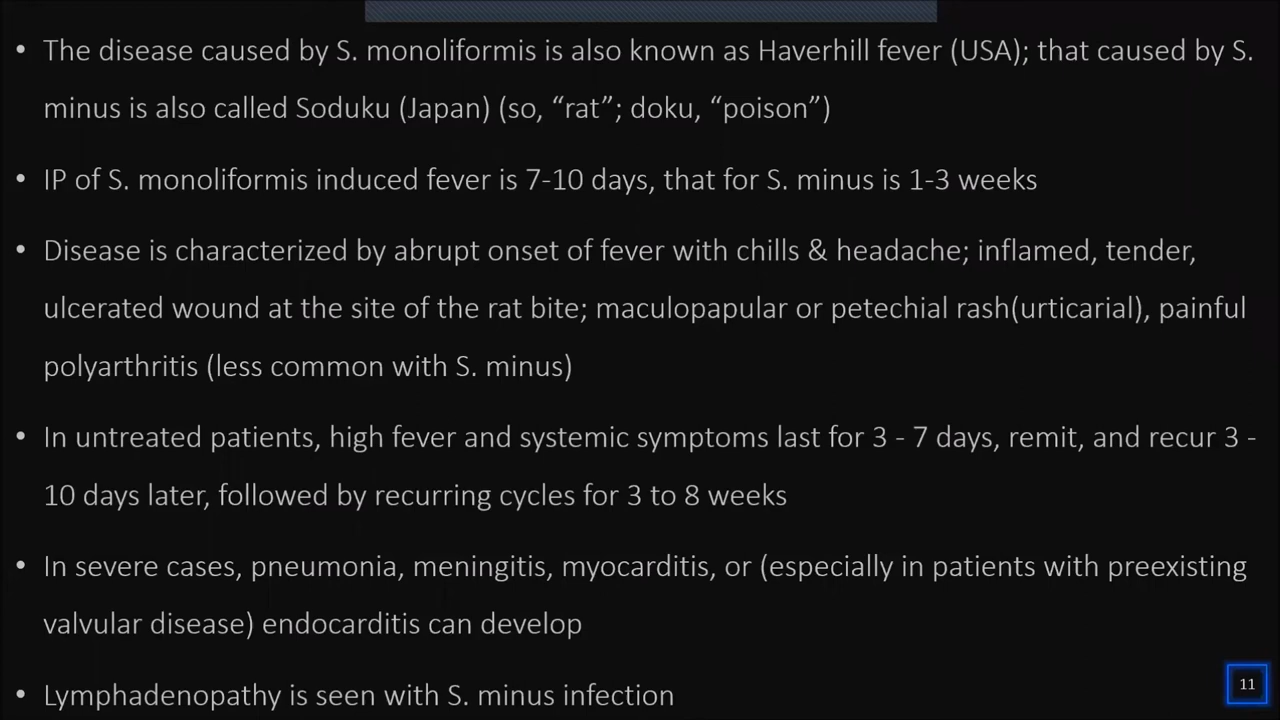 • The disease caused by S. monoliformis is also known as Haverhill fever (USA); that caused by S.
minus is also called Soduku (Japan) (so, “rat”; doku, “poison”)
• IP of S. monoliformis induced fever is 7-10 days, that for S. minus is 1-3 weeks
• Disease is characterized by abrupt onset of fever with chills & headache; inflamed, tender,
ulcerated wound at the site of the rat bite; maculopapular or petechial rash(urticarial), painful
polyarthritis (less common with S. minus)
• In untreated patients, high fever and systemic symptoms last for 3 - 7 days, remit, and recur 3 -
10 days later, followed by recurring cycles for 3 to 8 weeks
• In severe cases, pneumonia, meningitis, myocarditis, or (especially in patients with preexisting
valvular disease) endocarditis can develop
• Lymphadenopathy is seen with S. minus infection
11